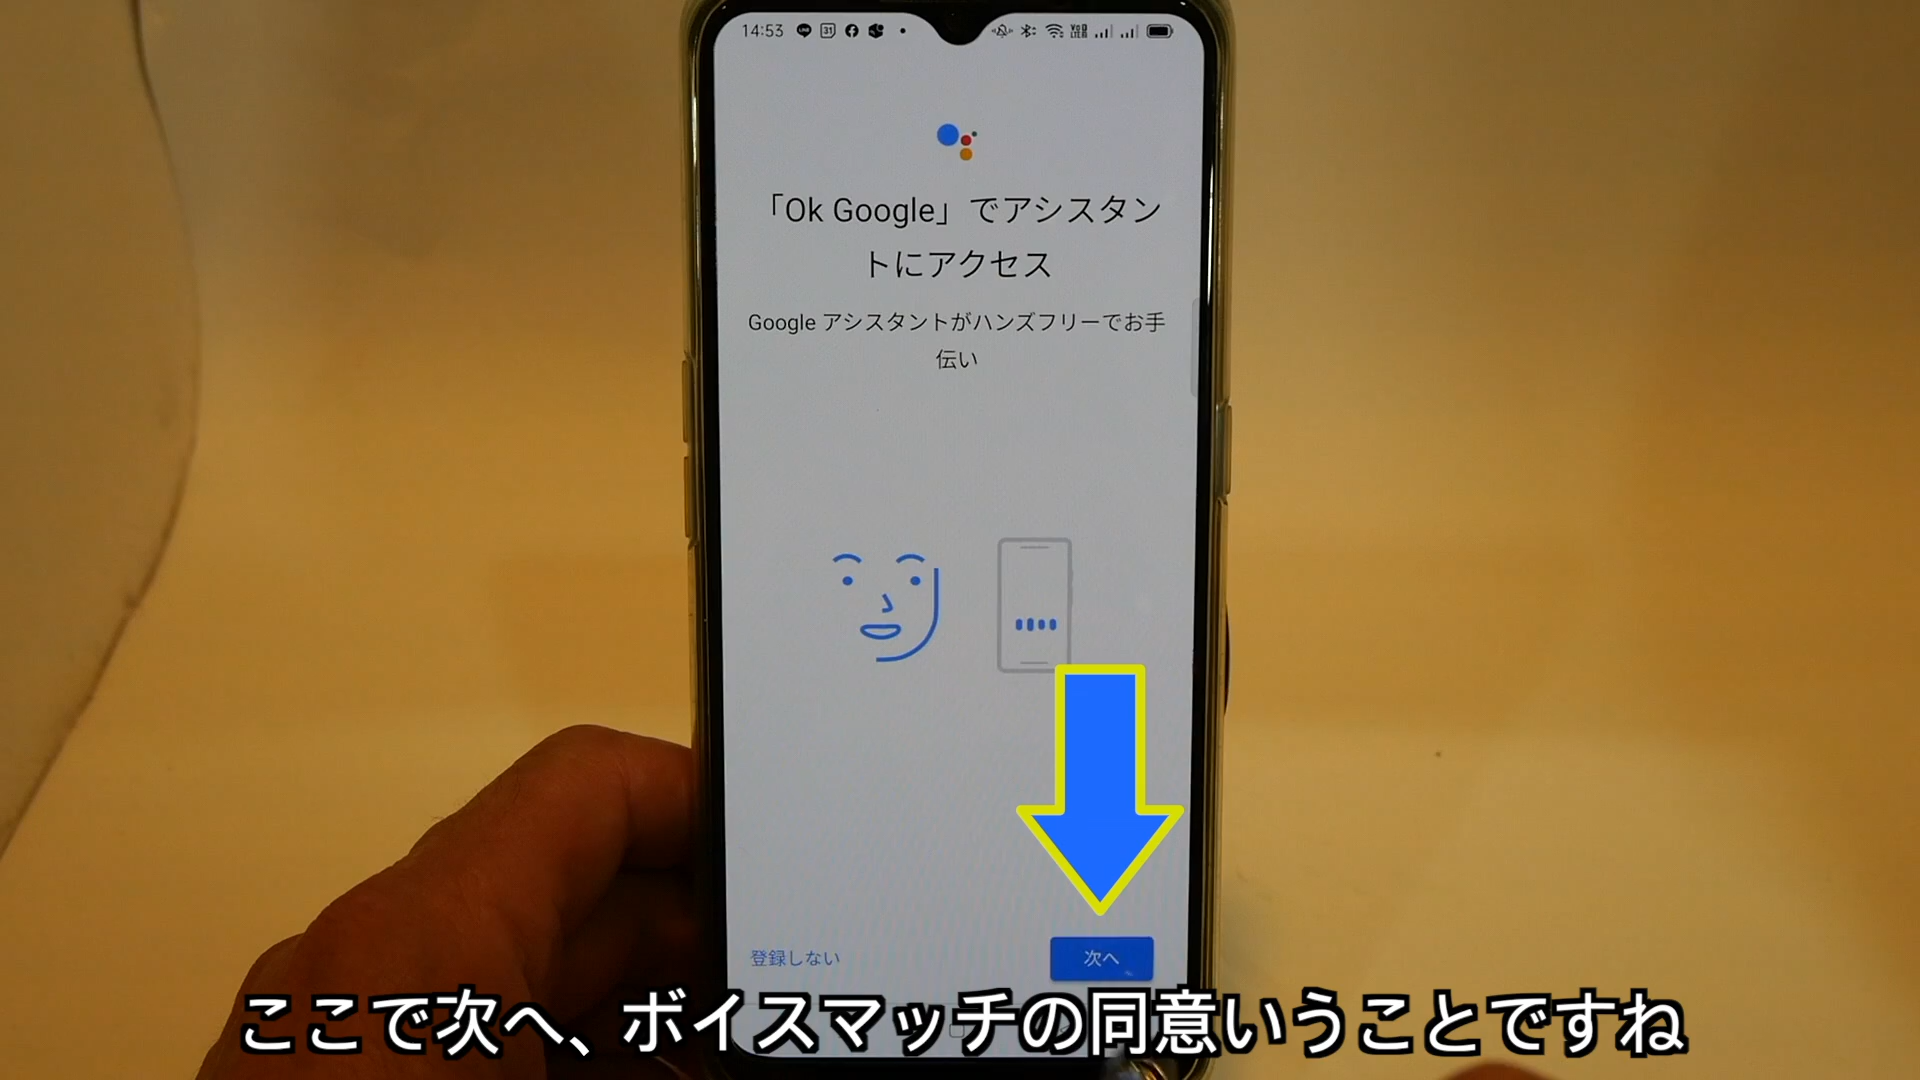 14:53
31
「Ok Google」でアシスタン
トにアクセス
Google アシスタントがハンズフリーでお手
伝い
登録しない
次へ
ここで次へ、ボイスマッチの同意いうことですね